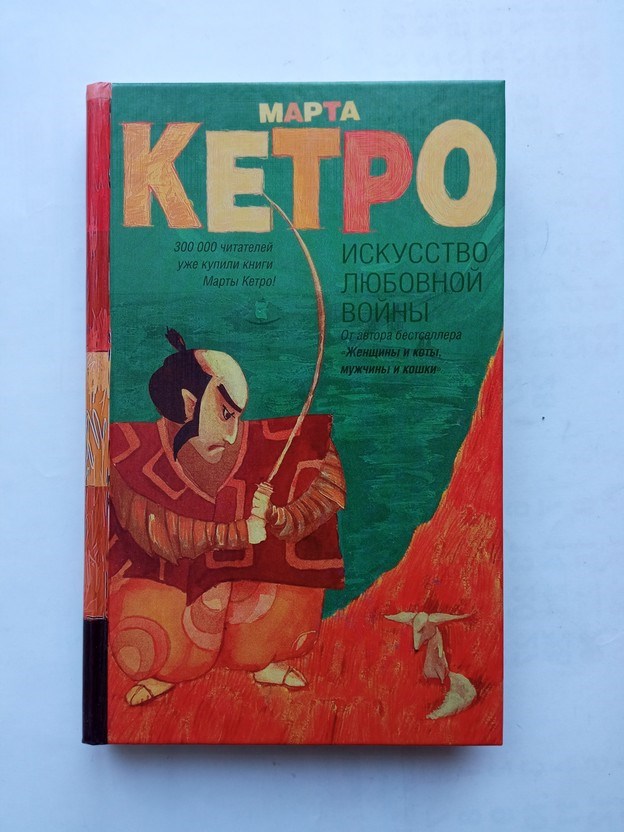 МАРТА
КЕТРО
300 000 читателей
уже купили книги
Марты Кетро!
ИСКУССТВО
ЛЮБОВНОЙ
ВОЙНЫ
От автора бестселлера
«Женщины и коты,
мужчины и кошки»